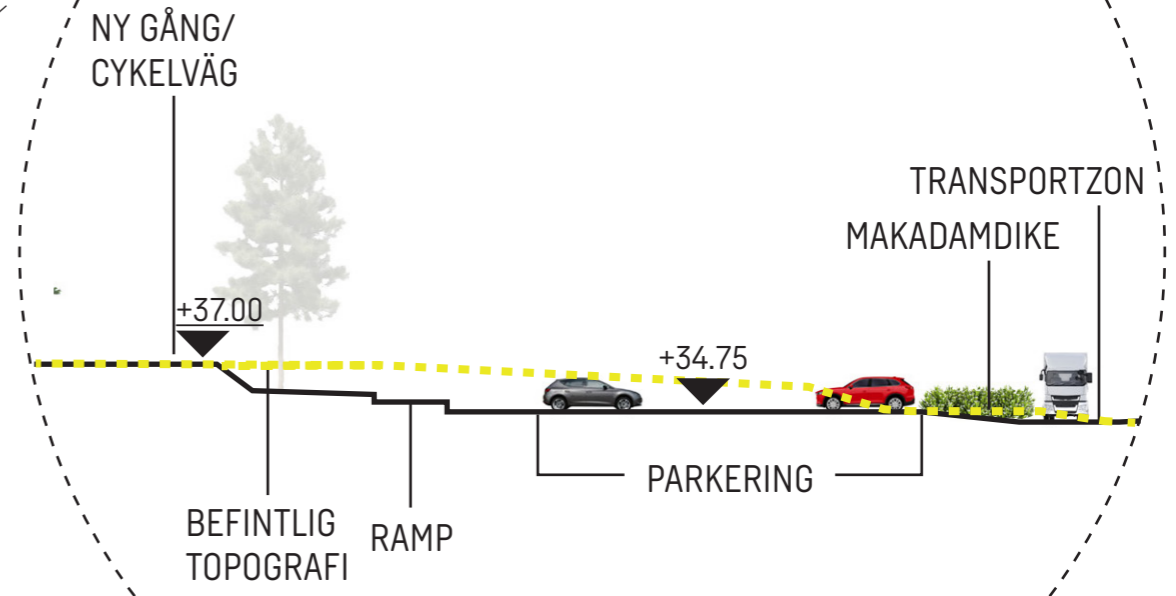 NY GÅNG/
CYKELVÄG
TRANSPORTZON
MAKADAMDIKE
+37.00
+34.75
PARKERING
BEFINTLIG
TOPOGRAFI
RAMP